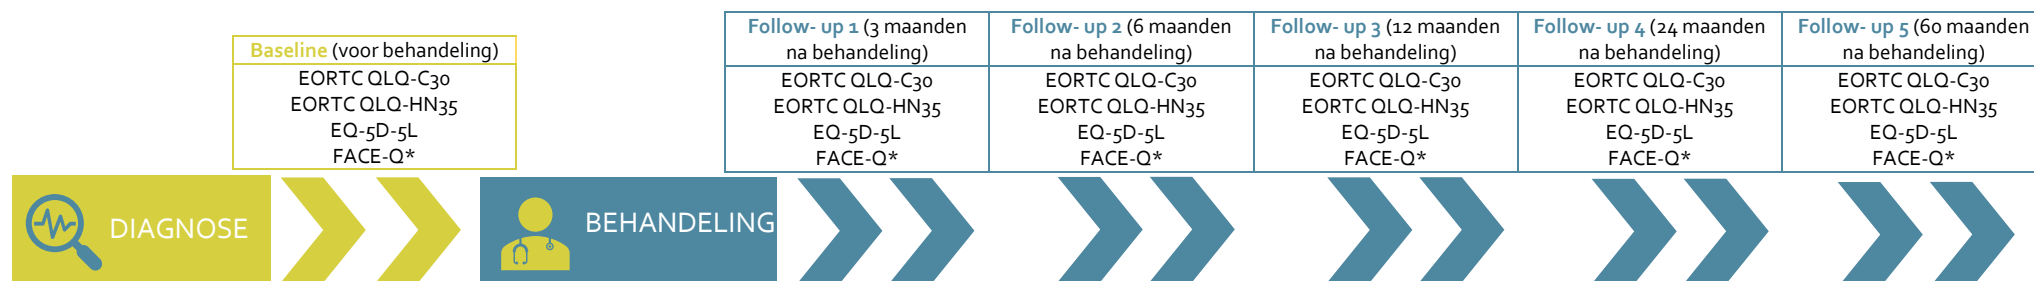 Baseline (voor behandeling)
EORTC QLQ-C30
EORTC QLQ-HN35
EQ-5D-5L
FACE-Q*
Follow- up 1 (3 maanden
na behandeling)
EORTC QLQ-C30
EORTC QLQ-HN35
EQ-5D-5L
FACE-Q*
Follow- up 2 (6 maanden
na behandeling)
EORTC QLQ-C30
EORTC QLQ-HN35
EQ-5D-5L
FACE-Q*
Follow- up 3 (12 maanden
na behandeling)
EORTC QLQ-C30
EORTC QLQ-HN35
EQ-5D-5L
FACE-Q*
Follow- up 4 (24 maanden
na behandeling)
EORTC QLQ-C30
EORTC QLQ-HN35
EQ-5D-5L
FACE-Q*
Follow- up 5 (60 maanden
na behandeling)
EORTC QLQ-C30
EORTC QLQ-HN35
EQ-5D-5L
FACE-Q*
DIAGNOSE
BEHANDELING